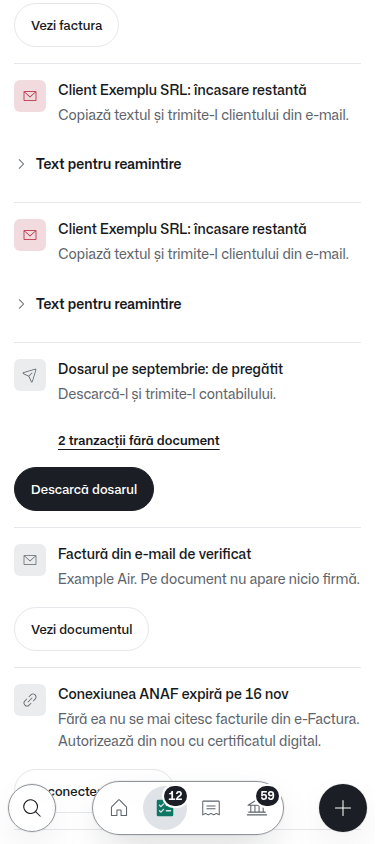 Vezi factura
Client Exemplu SRL: încasare restantă
Copiază textul și trimite-l clientului din e-mail.
Text pentru reamintire
Client Exemplu SRL: încasare restantă
Copiază textul și trimite-l clientului din e-mail.
Text pentru reamintire
Dosarul pe septembrie: de pregătit
Descarcă-l și trimite-l contabilului.
2 tranzacții fără document
Descarcă dosarul
Factură din e-mail de verificat
Example Air. Pe document nu apare nicio firmă.
Vezi documentul
Conexiunea ANAF expiră pe 16 nov
Fără ea nu se mai citesc facturile din e-Factura.
Autorizează din nou cu certificatul digital.
12
59